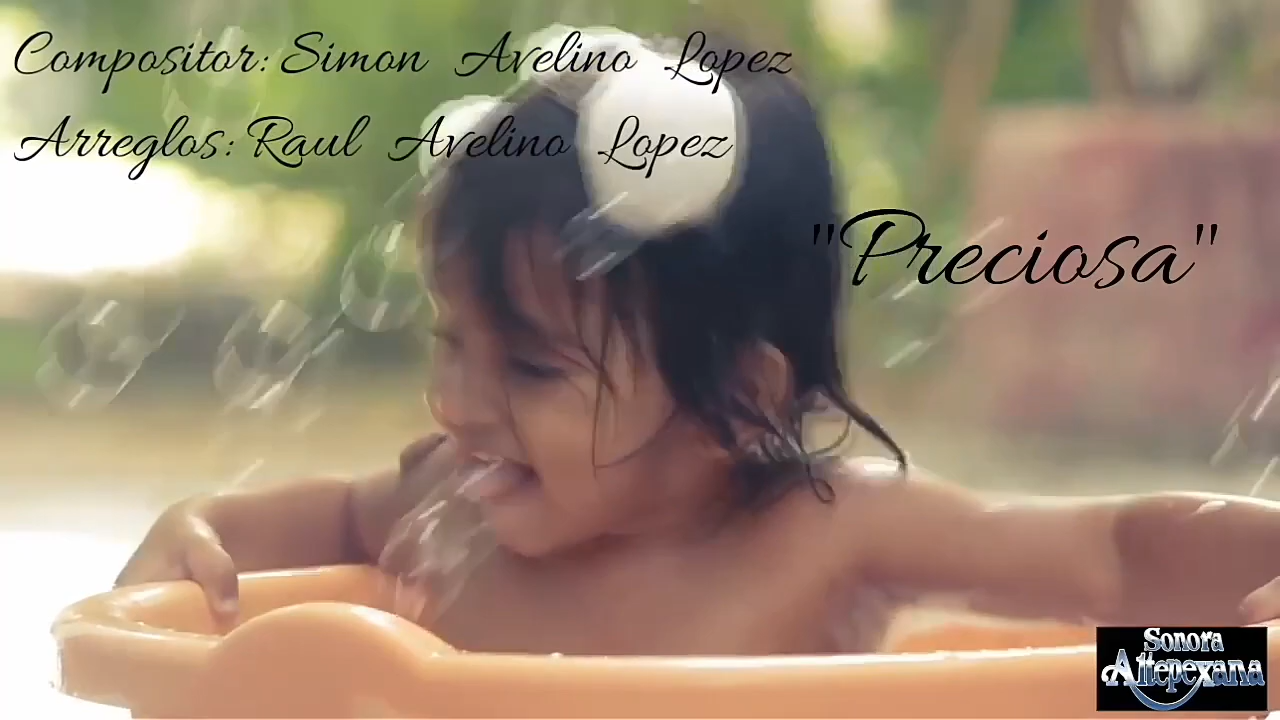 Compositor: Simon Avelino Lopez
Arreglos: Raul Avelino Lopez
"Preciosa"
Sonora
Altepexana